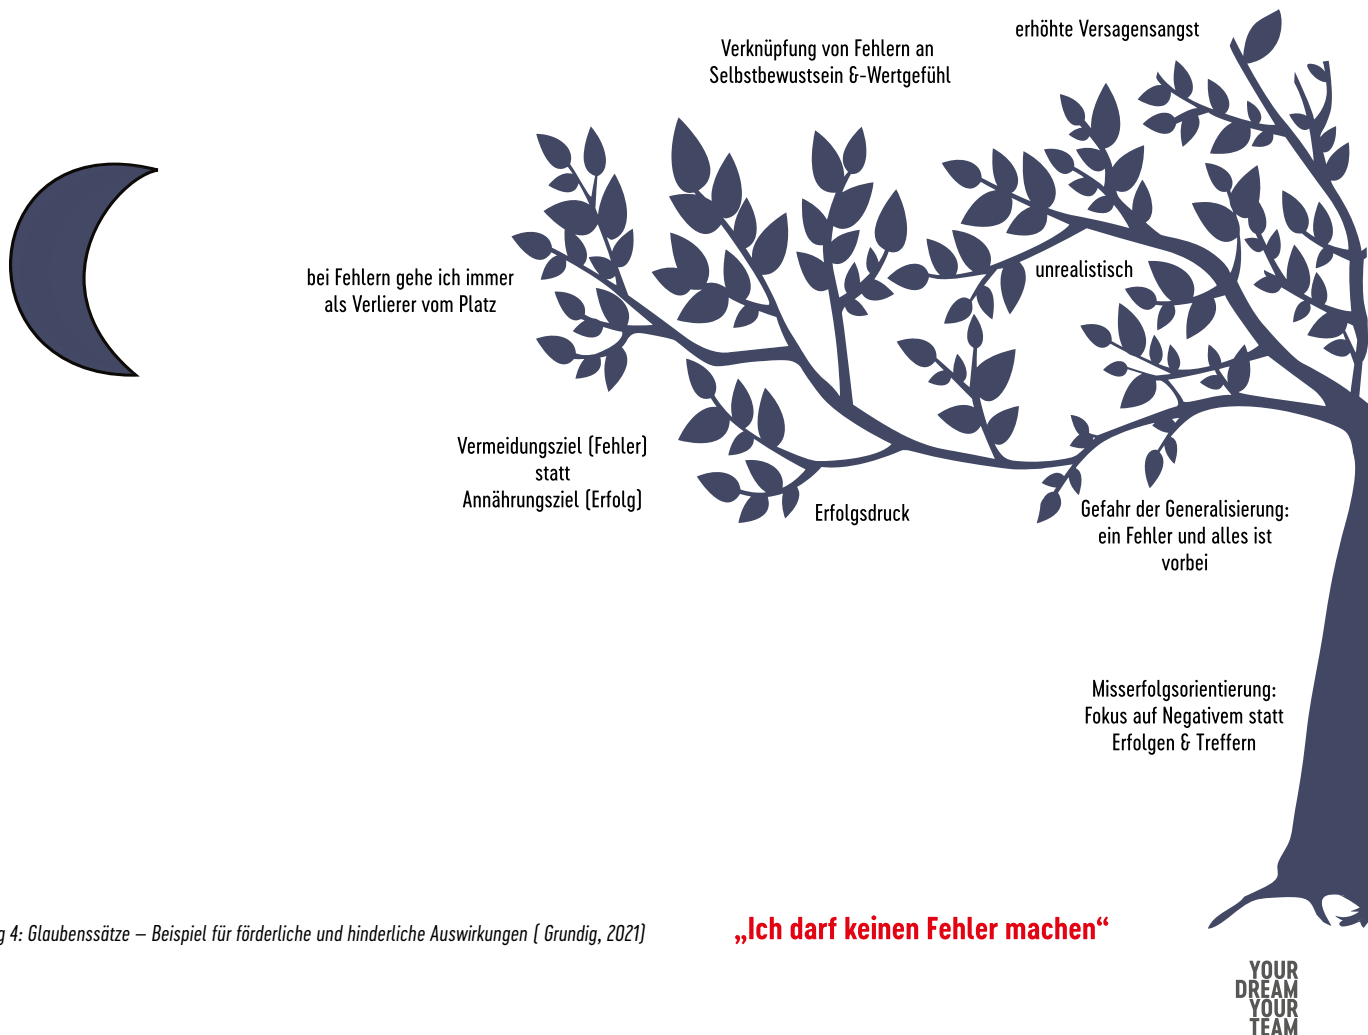 erhöhte Versagensangst
Verknüpfung von Fehlern an
Selbstbewustsein &-Wertgefühl
unrealistisch
bei Fehlern gehe ich immer
als Verlierer vom Platz
Vermeidungsziel (Fehler)
statt
Annährungsziel (Erfolg)
Erfolgsdruck
Gefahr der Generalisierung:
ein Fehler und alles ist
vorbei
Misserfolgsorientierung:
Fokus auf Negativem statt
Erfolgen & Treffern
g 4: Glaubenssätze – Beispiel für förderliche und hinderliche Auswirkungen ( Grundig, 2021)
„Ich darf keinen Fehler machen“
YOUR
DREAM
YOUR
TEAM